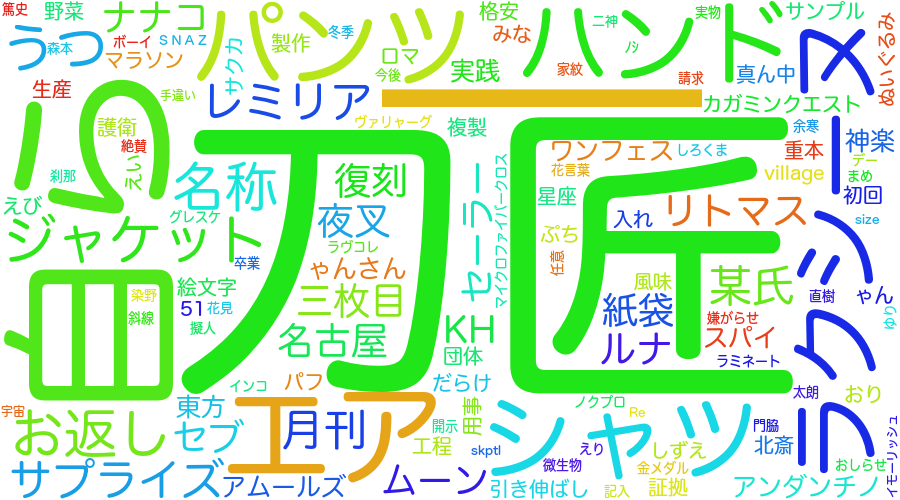 篤史
野菜
ナナコ
うつ
森本
ボーイ
SNAZ
マラソン
パンツ
サクカ
製作
冬季
ロマ
今後
格安
みな
ハンド
二神
ノシ
実物
サンプル
ヌ
ぬいぐるみ
生産
手違い
レミリア
実践
家紋
請求
真ん中
カガミンクエスト
護衛
絶賛
えい
ヴァリャーグ
複製
ワンフェス
しろくま
余寒
重本
神楽
刹那
名称
復刻
刀匠
花言葉
village
デー
まめ
えび
グレスケ
夜叉
セーラー
マイクロファイバークロス
星座
入れ
リトマス
初回
size
ジャケット
ラヴコレ
ぷち
卒業
ゃんさん
任意
風味
某氏
ゃん
絵文字
三枚目
紙袋
直樹
ゆり
染野
51
花見
斜線
擬人
名古屋
KH
嫌がらせ
スパイ
団体
ルナ
ラミネート
インコ
パフ
だらけ
太朗
おり
宇宙
東方
エア
ノクプロ
Re
お返し
セブ
月刊
用事
開示
シャツ
門脇
工程
しずえ
北斎
skptl
えり
サプライズ
アムールズ
ムーン
微生物
金メダル
おしらせ
引き伸ばし
記入
証拠
アンダンチノ
イモーリッシュ